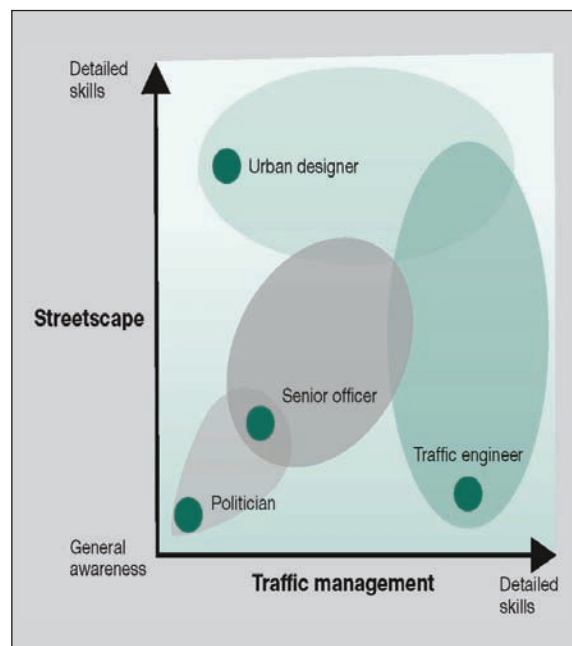 Detailed
skills
Urban designer
Streetscape
Senior officer
Traffic engineer
Politician
General
awareness
Traffic management
Detailed
skills